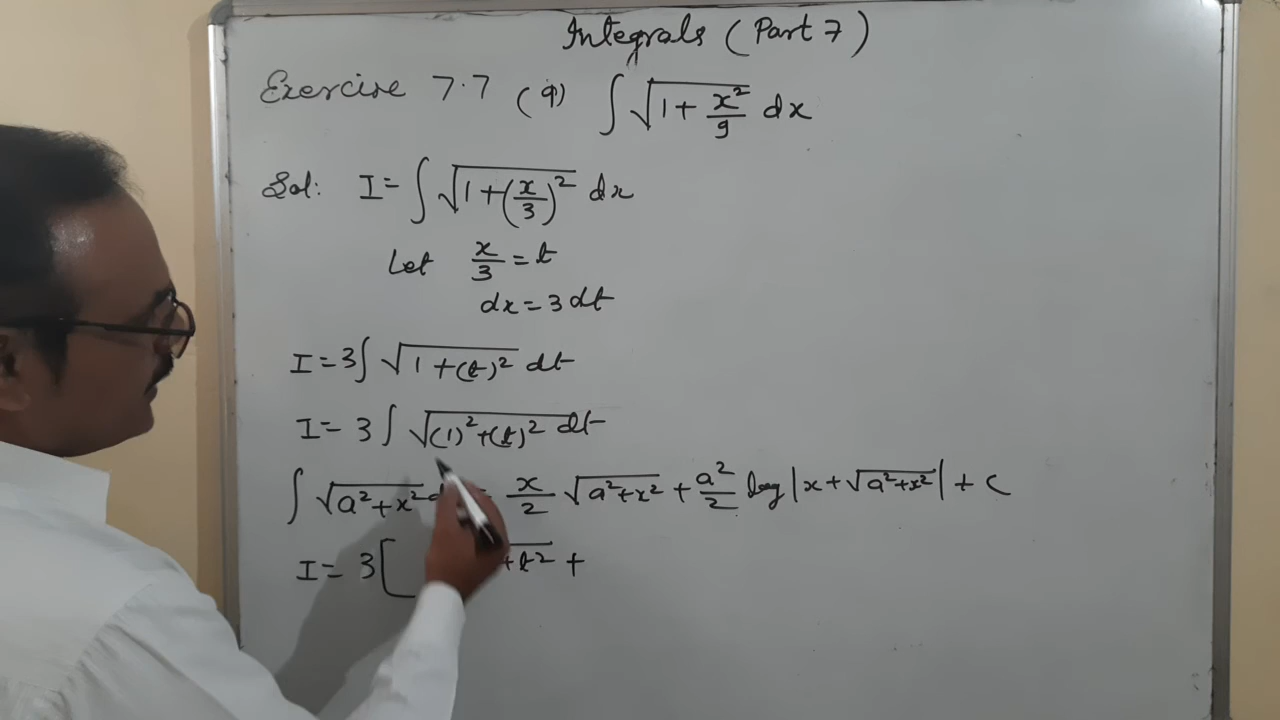 Integrals (Part 7)
Exercise 7.7 (9) ∫ √(1 + x²/9) dx
Sol: I = ∫ √(1 + (x/3)²) dx
Let x/3 = t
dx = 3 dt
I = 3∫ √(1 + (t)²) dt
I = 3 ∫ √((1)² + (t)²) dt
∫ √(a² + x²) d = x/2 √(a² + x²) + a²/2 log |x + √(a² + x²)| + c
I = 3[ + t² +